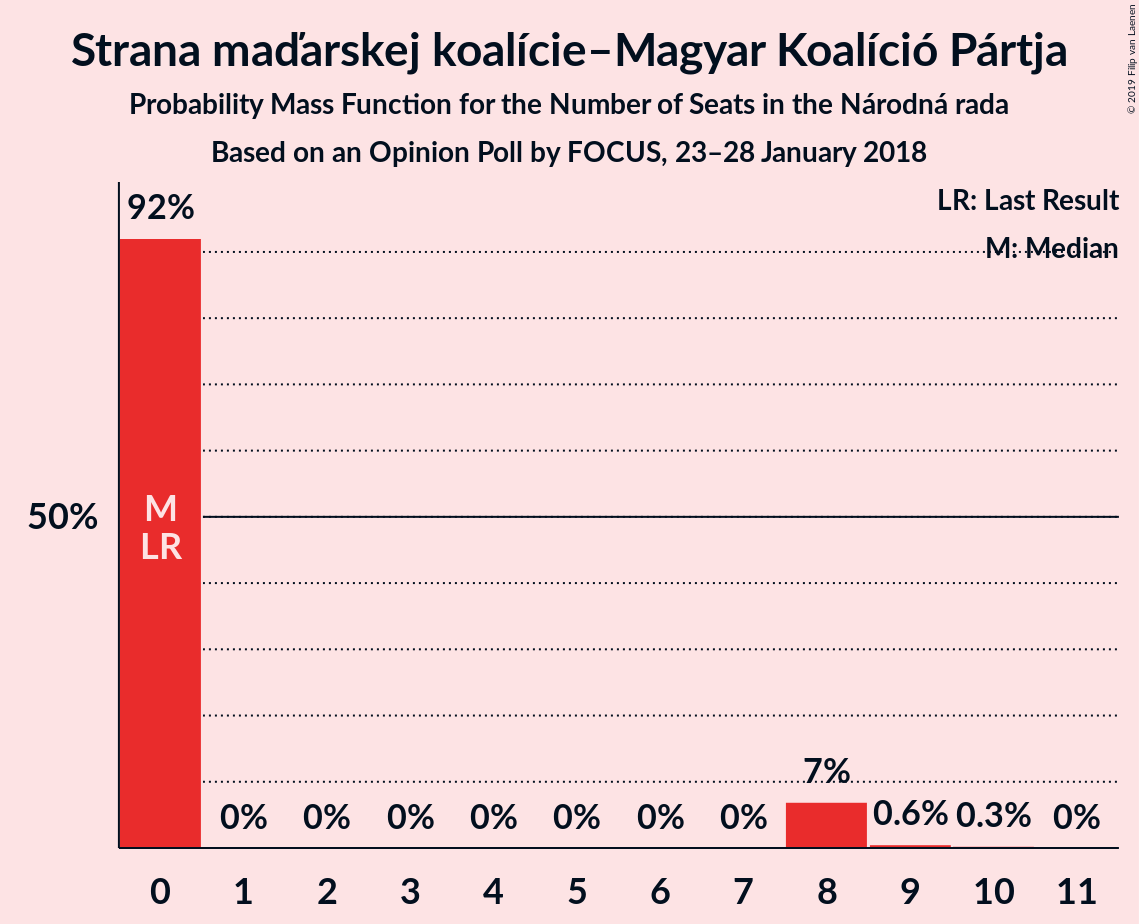 Strana maďarskej koalície–Magyar Koalíció Pártja
Probability Mass Function for the Number of Seats in the Národná rada
Based on an Opinion Poll by FOCUS, 23–28 January 2018
© 2019 Filip van Laenen
LR: Last Result
M: Median
92%
50%
M
LR
0% 0% 0% 0% 0% 0% 0% 7% 0.6% 0.3% 0%
0 1 2 3 4 5 6 7 8 9 10 11